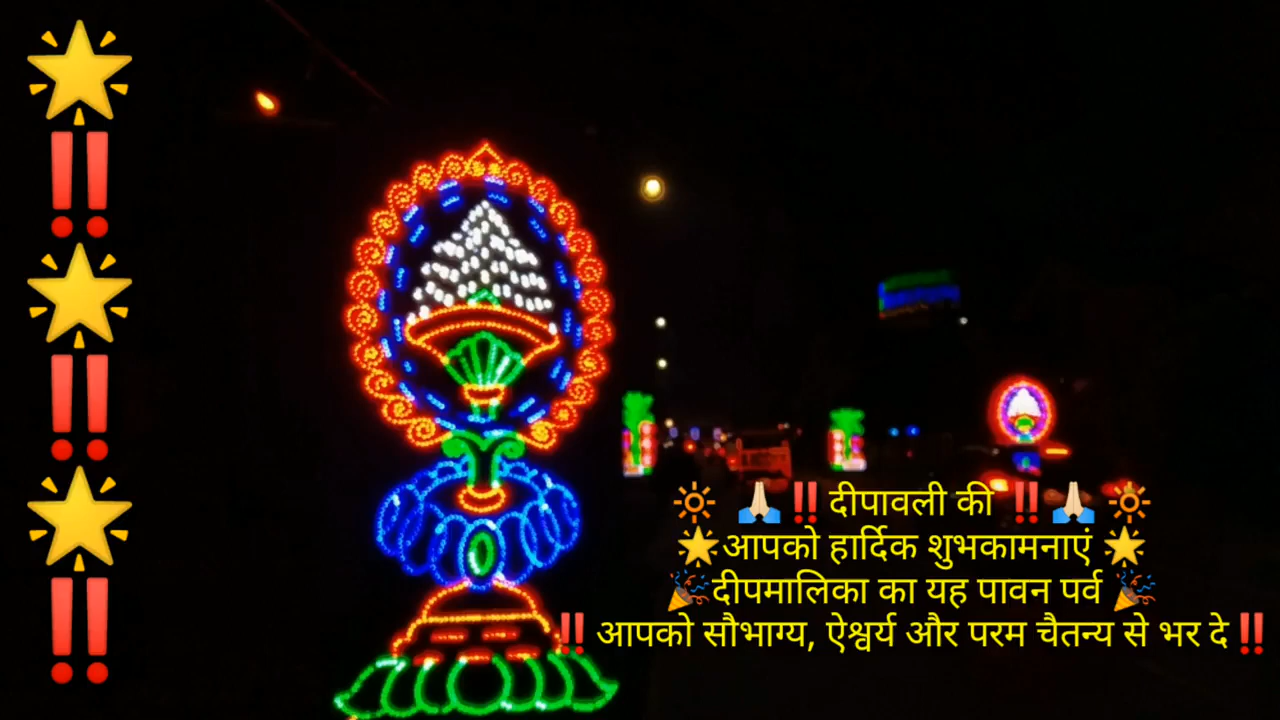 🔆 🙏🏻‼️दीपावली की ‼️🙏🏻 🔆
🌟आपको हार्दिक शुभकामनाएं 🌟
🎉दीपमालिका का यह पावन पर्व 🎉
‼️आपको सौभाग्य, ऐश्वर्य और परम चैतन्य से भर दे‼️